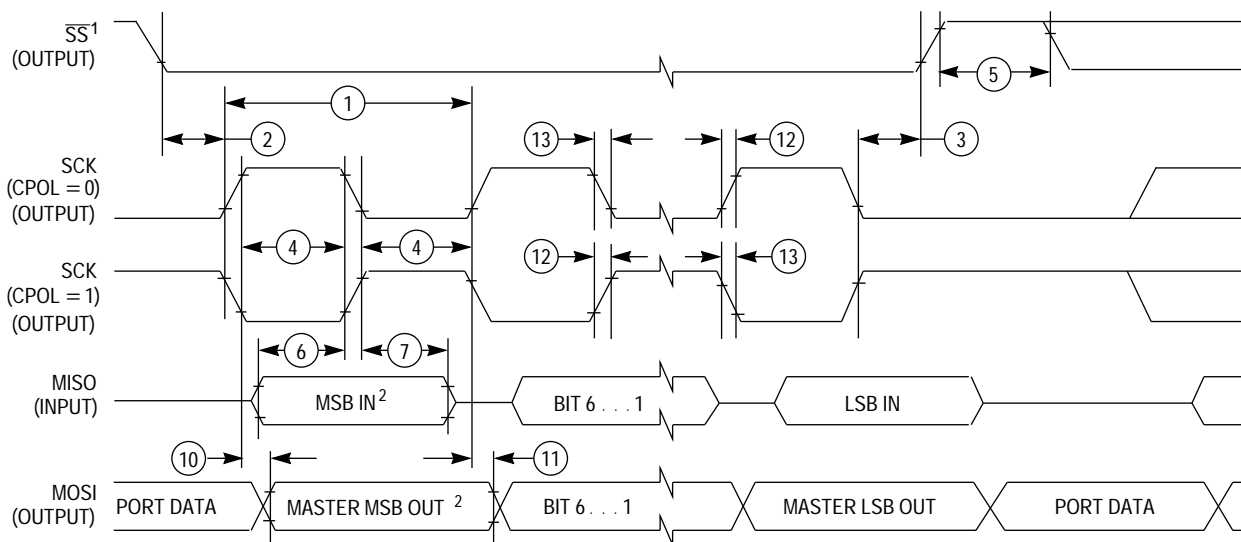 SS¹
(OUTPUT)
5
1
2
13
12
3
SCK
(CPOL = 0)
(OUTPUT)
4
4
12
13
SCK
(CPOL = 1)
(OUTPUT)
6
7
MISO
(INPUT)
MSB IN²
BIT 6 . . . 1
LSB IN
10
11
MOSI
(OUTPUT)
PORT DATA
MASTER MSB OUT ²
BIT 6 . . . 1
MASTER LSB OUT
PORT DATA